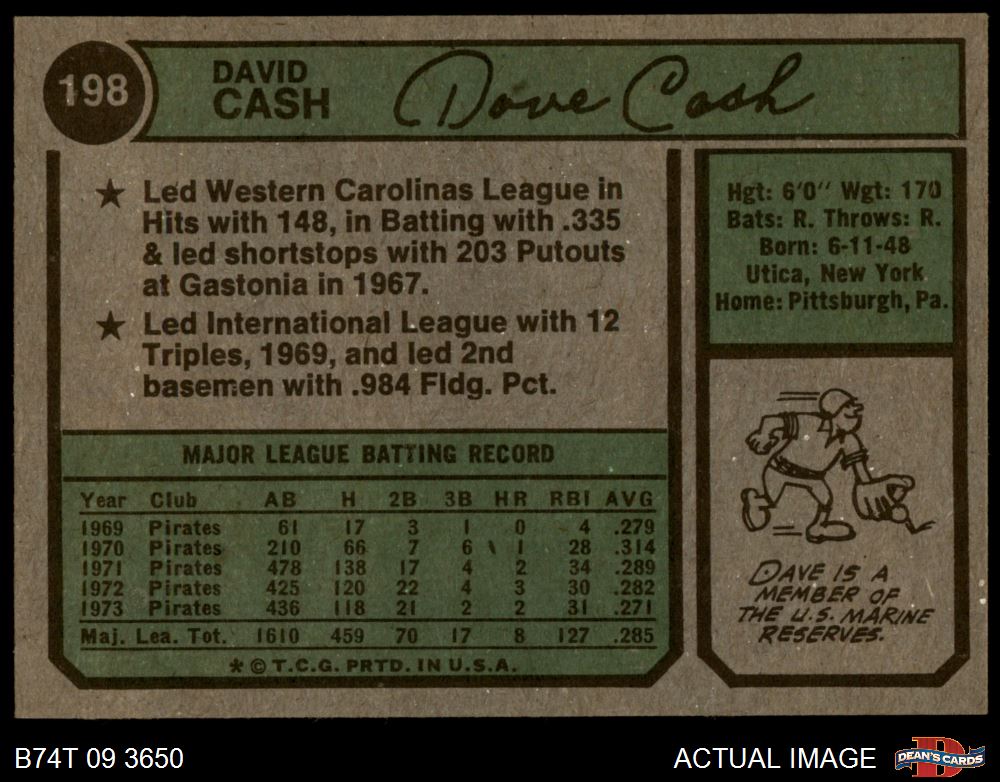 198
DAVID
CASH
Dave Cash
★ Led Western Carolinas League in
Hits with 148, in Batting with .335
& led shortstops with 203 Putouts
at Gastonia in 1967.
★ Led International League with 12
Triples, 1969, and led 2nd
basemen with .984 Fldg. Pct.
MAJOR LEAGUE BATTING RECORD
Year Club AB H 2B 3B HR RBI AVG
1969 Pirates 61 17 3 1 0 4 .279
1970 Pirates 210 66 7 6 1 28 .314
1971 Pirates 478 138 17 4 2 34 .289
1972 Pirates 425 120 22 4 3 30 .282
1973 Pirates 436 118 21 2 2 31 .271
Maj. Lea. Tot. 1610 459 70 17 8 127 .285
* © T.C.G. PRTD. IN U.S.A.
Hgt: 6'0" Wgt: 170
Bats: R. Throws: R.
Born: 6-11-48
Utica, New York
Home: Pittsburgh, Pa.
DAVE IS A
MEMBER OF
THE U.S. MARINE
RESERVES.
B74T 09 3650
ACTUAL IMAGE
D
DEAN'S CARDS